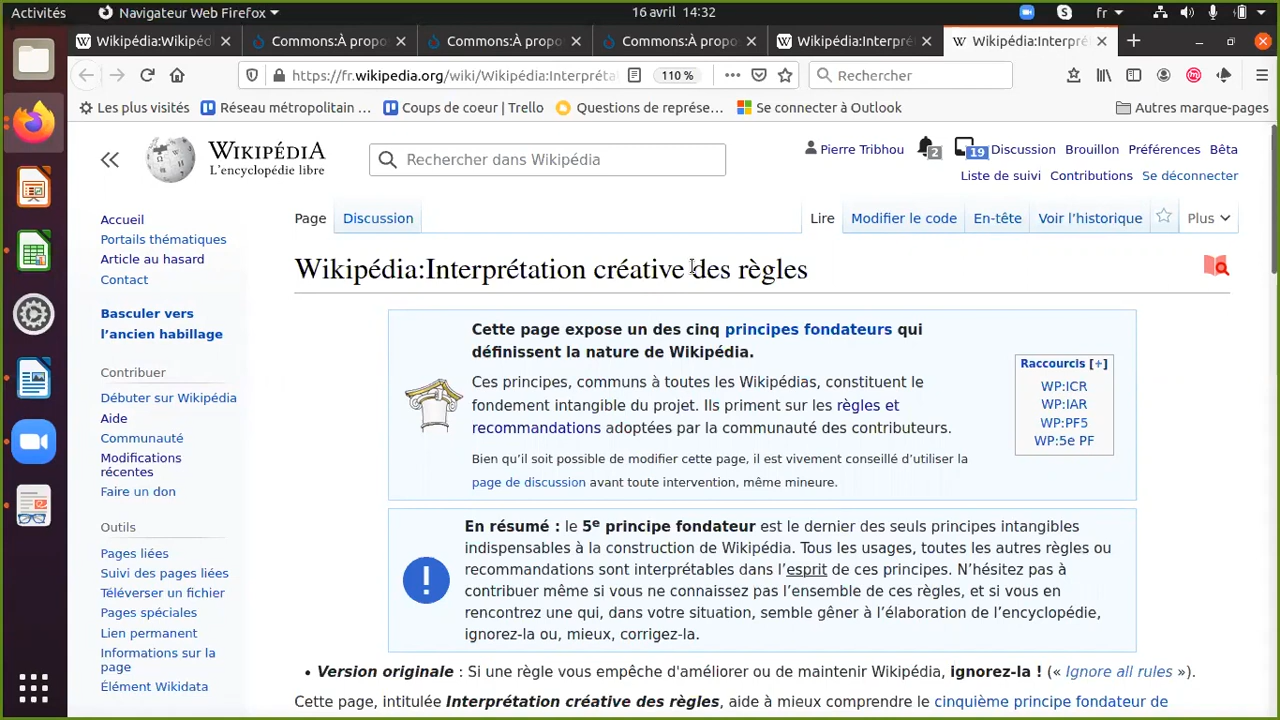 Activités
Navigateur Web Firefox
16 avril 14:32
fr
Wikipédia:Wikipéd
Commons:À propo
Commons:À propo
Commons:À propo
Wikipédia:Interpré
Wikipédia:Interpré
https://fr.wikipedia.org/wiki/Wikipédia:Interpréta
110 %
Rechercher
Les plus visités
Réseau métropolitain ...
Coups de coeur | Trello
Questions de représe...
Se connecter à Outlook
Autres marque-pages
WIKIPÉDIA
L'encyclopédie libre
Rechercher dans Wikipédia
Pierre Tribhou
2
19
Discussion
Brouillon
Préférences
Bêta
Liste de suivi
Contributions
Se déconnecter
Accueil
Portails thématiques
Article au hasard
Contact
Basculer vers
l'ancien habillage
Contribuer
Débuter sur Wikipédia
Aide
Communauté
Modifications
récentes
Faire un don
Outils
Pages liées
Suivi des pages liées
Téléverser un fichier
Pages spéciales
Lien permanent
Informations sur la
page
Élément Wikidata
Page
Discussion
Lire
Modifier le code
En-tête
Voir l'historique
Plus
Wikipédia:Interprétation créative des règles
Cette page expose un des cinq principes fondateurs qui
définissent la nature de Wikipédia.
Ces principes, communs à toutes les Wikipédias, constituent le
fondement intangible du projet. Ils priment sur les règles et
recommandations adoptées par la communauté des contributeurs.
Bien qu'il soit possible de modifier cette page, il est vivement conseillé d'utiliser la
page de discussion avant toute intervention, même mineure.
Raccourcis [+]
WP:ICR
WP:IAR
WP:PF5
WP:5e PF
En résumé : le 5e principe fondateur est le dernier des seuls principes intangibles
indispensables à la construction de Wikipédia. Tous les usages, toutes les autres règles ou
recommandations sont interprétables dans l'esprit de ces principes. N'hésitez pas à
contribuer même si vous ne connaissez pas l'ensemble de ces règles, et si vous en
rencontrez une qui, dans votre situation, semble gêner à l'élaboration de l'encyclopédie,
ignorez-la ou, mieux, corrigez-la.
• Version originale : Si une règle vous empêche d'améliorer ou de maintenir Wikipédia, ignorez-la ! (« Ignore all rules »).
Cette page, intitulée Interprétation créative des règles, aide à mieux comprendre le cinquième principe fondateur de